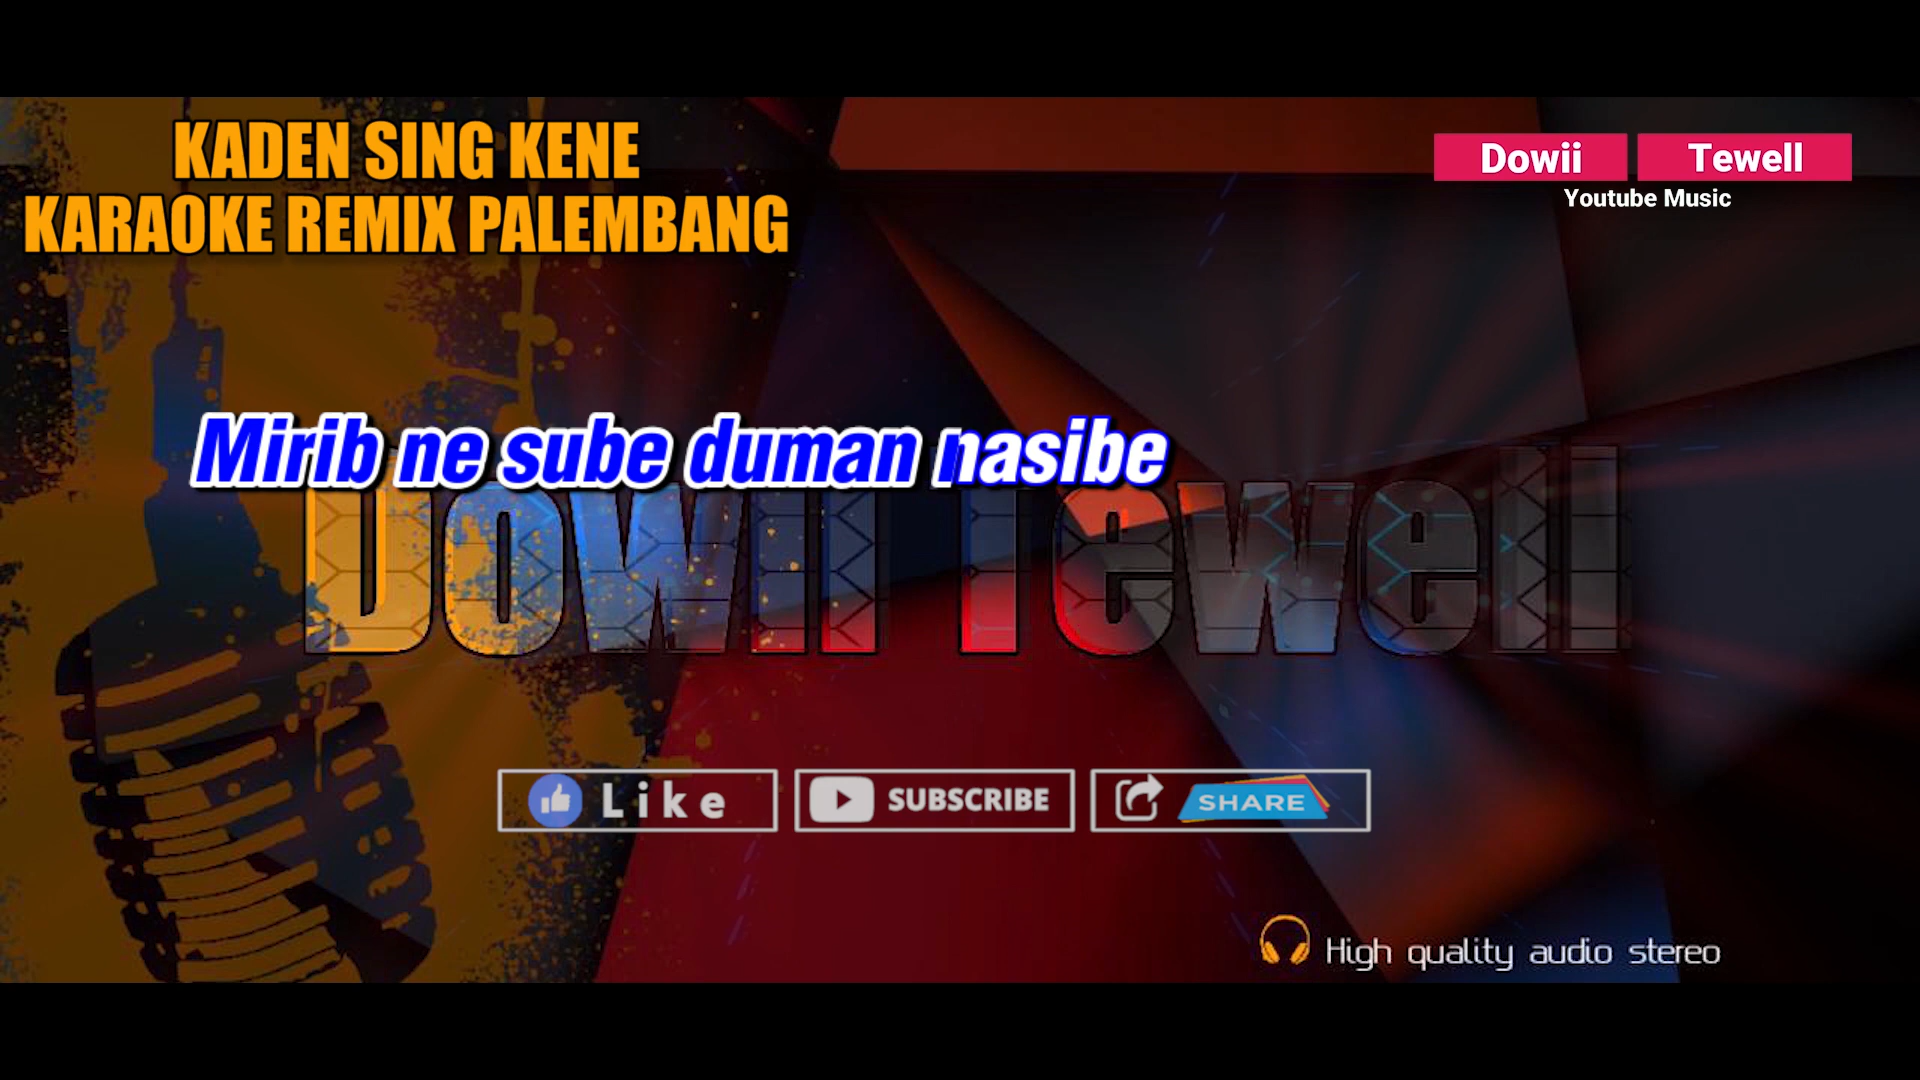 KADEN SING KENE
KARAOKE REMIX PALEMBANG
Dowii Tewell
Youtube Music
Mirib ne sube duman nasibe
Dowii Tewell
Like SUBSCRIBE SHARE
High quality audio stereo